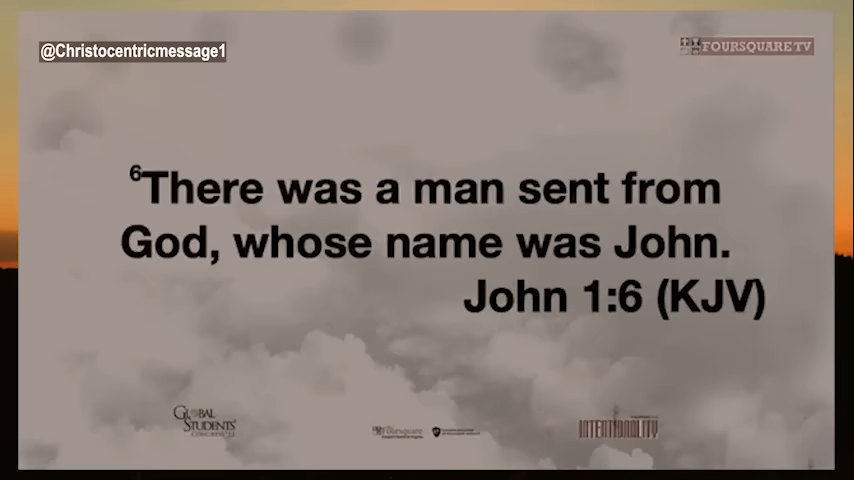 @Christocentricmessage1
FOURSQUARETV
⁶There was a man sent from
God, whose name was John.
John 1:6 (KJV)
GLOBAL
STUDENTS'
Foursquare
INTENTIONALITY